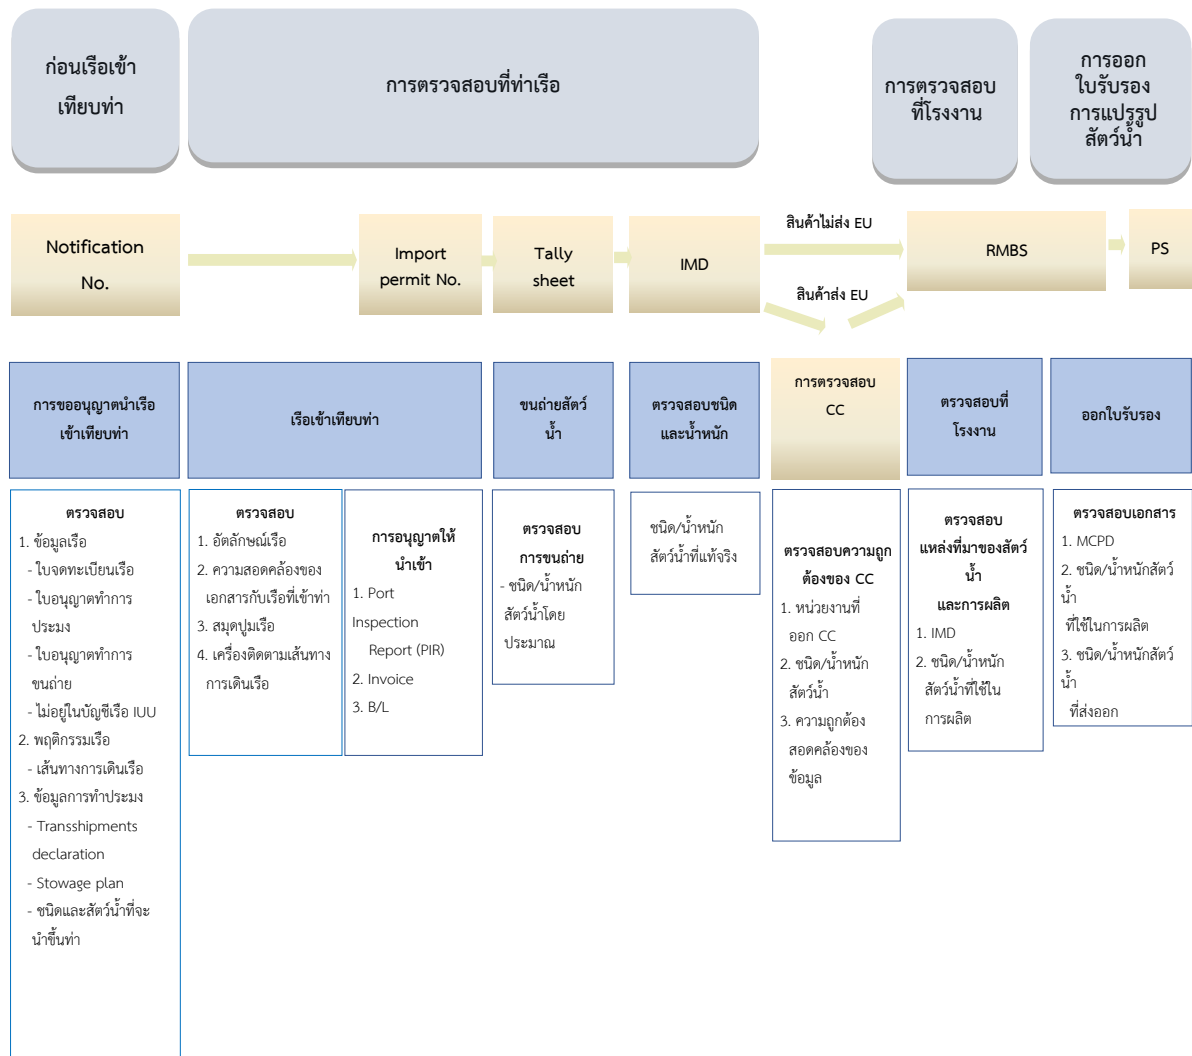 ก่อนเรือเข้า
เทียบท่า
การตรวจสอบที่ท่าเรือ
การตรวจสอบ
ที่โรงงาน
การออก
ใบรับรอง
การแปรรูป
สัตว์น้ำ
Notification
No.
Import
permit No.
Tally
sheet
IMD
สินค้าไม่ส่ง EU
สินค้าส่ง EU
RMBS
PS
การขออนุญาตนำเรือ
เข้าเทียบท่า
เรือเข้าเทียบท่า
ขนถ่ายสัตว์
น้ำ
ตรวจสอบชนิด
และน้ำหนัก
การตรวจสอบ
CC
ตรวจสอบที่
โรงงาน
ออกใบรับรอง
ตรวจสอบ
1. ข้อมูลเรือ
- ใบจดทะเบียนเรือ
- ใบอนุญาตทำการ
ประมง
- ใบอนุญาตทำการ
ขนถ่าย
- ไม่อยู่ในบัญชีเรือ IUU
2. พฤติกรรมเรือ
- เส้นทางการเดินเรือ
3. ข้อมูลการทำประมง
- Transshipments
declaration
- Stowage plan
- ชนิดและสัตว์น้ำที่จะ
นำขึ้นท่า
ตรวจสอบ
1. อัตลักษณ์เรือ
2. ความสอดคล้องของ
เอกสารกับเรือที่เข้าท่า
3. สมุดปูมเรือ
4. เครื่องติดตามเส้นทาง
การเดินเรือ
การอนุญาตให้
นำเข้า
1. Port
Inspection
Report (PIR)
2. Invoice
3. B/L
ตรวจสอบ
การขนถ่าย
- ชนิด/น้ำหนัก
สัตว์น้ำโดย
ประมาณ
ชนิด/น้ำหนัก
สัตว์น้ำที่แท้จริง
ตรวจสอบความถูก
ต้องของ CC
1. หน่วยงานที่
ออก CC
2. ชนิด/น้ำหนัก
สัตว์น้ำ
3. ความถูกต้อง
สอดคล้องของ
ข้อมูล
ตรวจสอบ
แหล่งที่มาของสัตว์
น้ำ
และการผลิต
1. IMD
2. ชนิด/น้ำหนัก
สัตว์น้ำที่ใช้ใน
การผลิต
ตรวจสอบเอกสาร
1. MCPD
2. ชนิด/น้ำหนักสัตว์
น้ำ
ที่ใช้ในการผลิต
3. ชนิด/น้ำหนักสัตว์
น้ำ
ที่ส่งออก